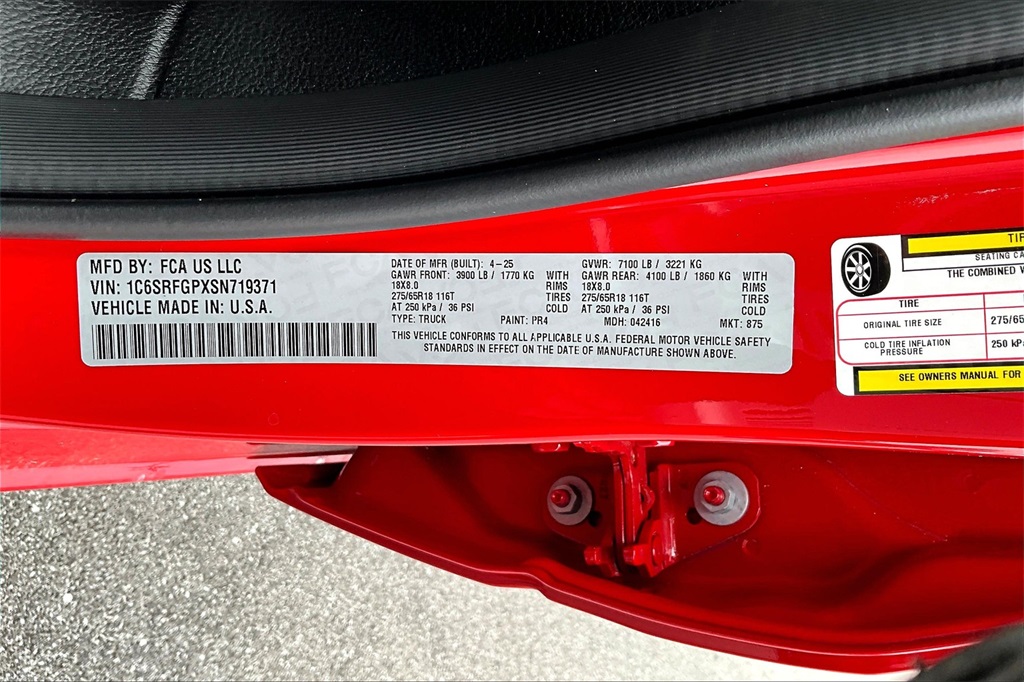 MFD BY: FCA US LLC
VIN: 1C6SRFGPXSN719371
VEHICLE MADE IN: U.S.A.
DATE OF MFR (BUILT): 4-25
GAWR FRONT: 3900 LB / 1770 KG WITH
18X8.0 RIMS
275/65R18 116T TIRES
AT 250 kPa / 36 PSI COLD
TYPE: TRUCK PAINT: PR4
GVWR: 7100 LB / 3221 KG
GAWR REAR: 4100 LB / 1860 KG WITH
18X8.0 RIMS
275/65R18 116T TIRES
AT 250 kPa / 36 PSI COLD
MDH: 042416 MKT: 875
THIS VEHICLE CONFORMS TO ALL APPLICABLE U.S.A. FEDERAL MOTOR VEHICLE SAFETY
STANDARDS IN EFFECT ON THE DATE OF MANUFACTURE SHOWN ABOVE.
TIR
SEATING CA
THE COMBINED W
TIRE
ORIGINAL TIRE SIZE 275/65
COLD TIRE INFLATION
PRESSURE 250 kPa
SEE OWNERS MANUAL FOR